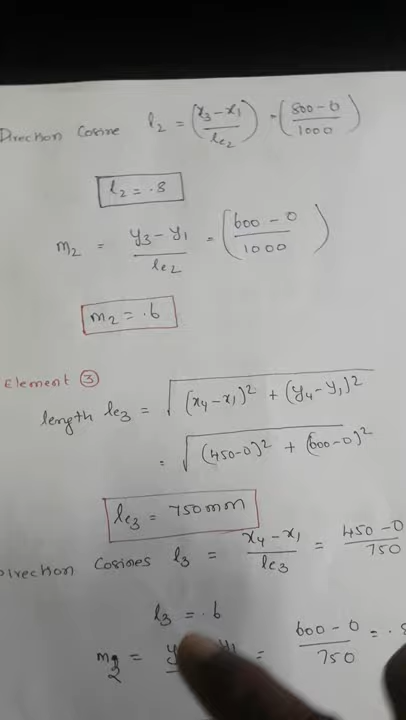 Direction Cosine l2 = (x3-x1 / le2) = (800-0 / 1000)
l2 = .8
m2 = y3-y1 / le2 = (600-0 / 1000)
m2 = .6
Element ③
length le3 = √(x4-x1)² + (y4-y1)²
= √(450-0)² + (600-0)²
le3 = 750mm
Direction Cosines l3 = x4-x1 / le3 = 450-0 / 750
l3 = .6
m3 = = 600-0 / 750 = .8